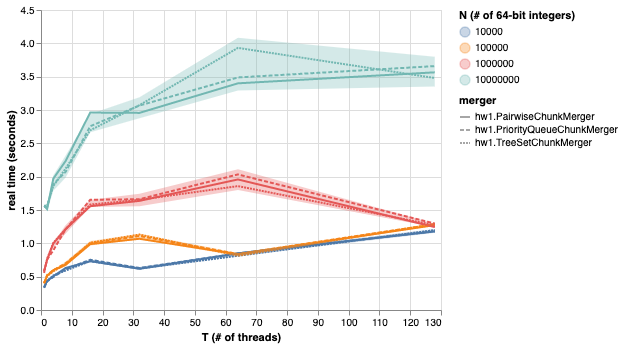 4.5
4.0
3.5
3.0
2.5
2.0
1.5
1.0
0.5
0.0
real time (seconds)
0 10 20 30 40 50 60 70 80 90 100 110 120 130
T (# of threads)
N (# of 64-bit integers)
10000
100000
1000000
10000000
merger
hw1.PairwiseChunkMerger
hw1.PriorityQueueChunkMerger
hw1.TreeSetChunkMerger